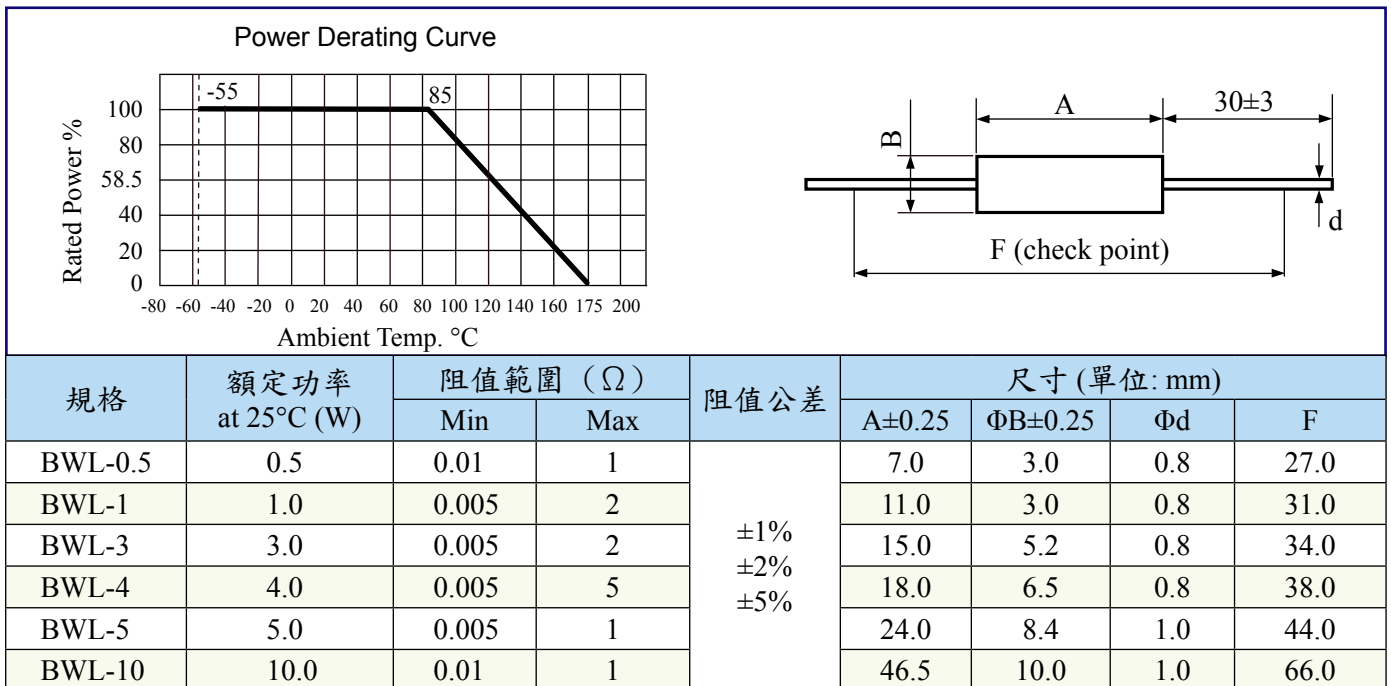 Power Derating Curve
-55
85
100
80
58.5
40
20
0
Rated Power %
-80 -60 -40 -20 0 20 40 60 80 100 120 140 160 175 200
Ambient Temp. °C
A
30±3
B
d
F (check point)
規格 額定功率 at 25°C (W) 阻值範圍（Ω） 阻值公差 尺寸 (單位: mm)
Min Max A±0.25 ΦB±0.25 Φd F
BWL-0.5 0.5 0.01 1 7.0 3.0 0.8 27.0
BWL-1 1.0 0.005 2 11.0 3.0 0.8 31.0
±1%
BWL-3 3.0 0.005 2 15.0 5.2 0.8 34.0
±2%
BWL-4 4.0 0.005 5 18.0 6.5 0.8 38.0
±5%
BWL-5 5.0 0.005 1 24.0 8.4 1.0 44.0
BWL-10 10.0 0.01 1 46.5 10.0 1.0 66.0